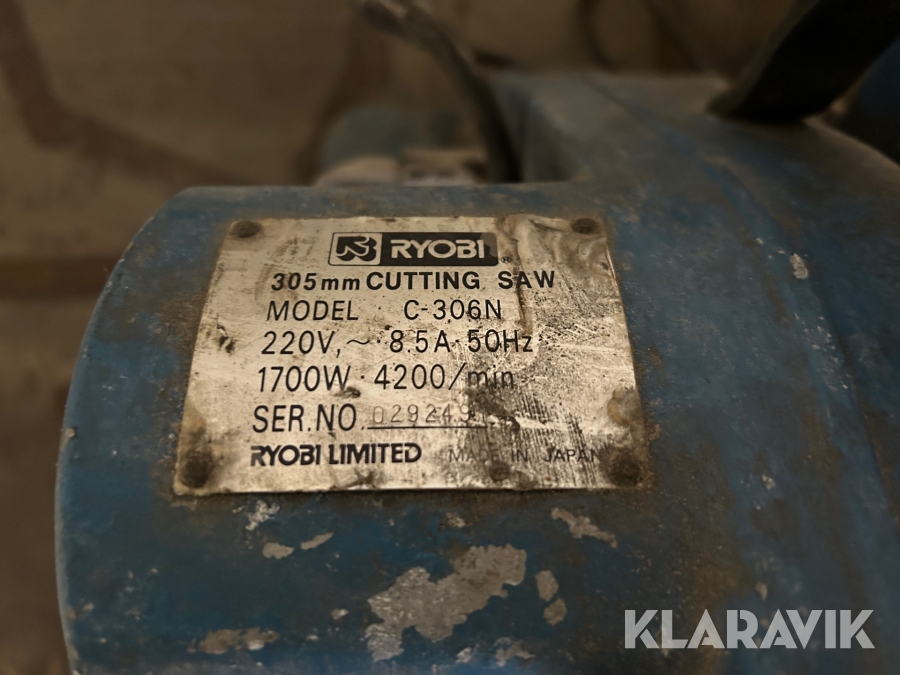 RYOBI®
305mm CUTTING SAW
MODEL · C-306N
220V, ~ · 8.5A · 50Hz
1700W · 4200/min
SER.NO.
RYOBI LIMITED MADE IN JAPAN
KLARAVIK